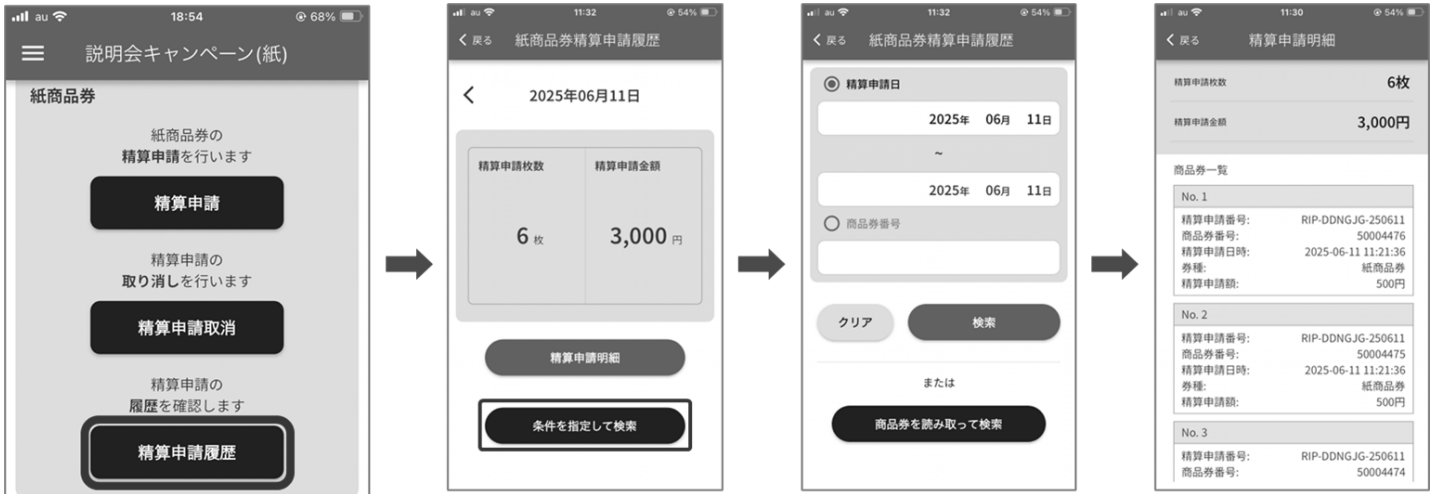 au 18:54 68%
説明会キャンペーン(紙)
紙商品券
紙商品券の
精算申請を行います
精算申請
精算申請の
取り消しを行います
精算申請取消
精算申請の
履歴を確認します
精算申請履歴
au 11:32 54%
戻る 紙商品券精算申請履歴
2025年06月11日
精算申請枚数 精算申請金額
6 枚 3,000 円
精算申請明細
条件を指定して検索
au 11:32 54%
戻る 紙商品券精算申請履歴
精算申請日
2025年 06月 11日
~
2025年 06月 11日
商品券番号
クリア 検索
または
商品券を読み取って検索
au 11:30 54%
戻る 精算申請明細
精算申請枚数 6枚
精算申請金額 3,000円
商品券一覧
No. 1
精算申請番号: RIP-DDNGJG-250611
商品券番号: 50004476
精算申請日時: 2025-06-11 11:21:36
券種: 紙商品券
精算申請額: 500円
No. 2
精算申請番号: RIP-DDNGJG-250611
商品券番号: 50004475
精算申請日時: 2025-06-11 11:21:36
券種: 紙商品券
精算申請額: 500円
No. 3
精算申請番号: RIP-DDNGJG-250611
商品券番号: 50004474